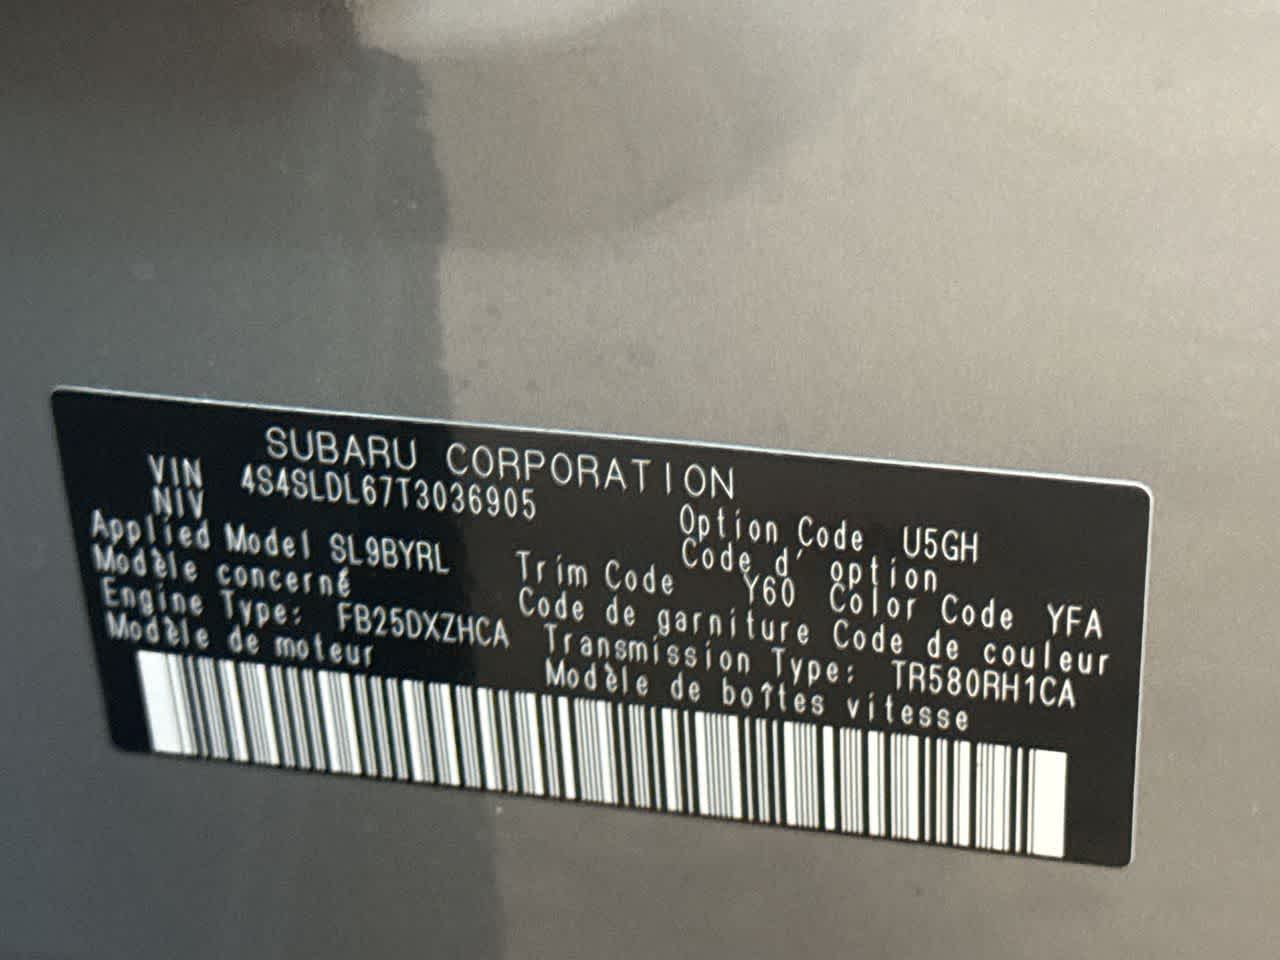 SUBARU CORPORATION
VIN 4S4SLDL67T3036905
NIV
Option Code U5GH
Code d' option
Applied Model SL9BYRL
Modèle concerné
Trim Code Y60 Color Code YFA
Code de garniture Code de couleur
Engine Type: FB25DXZHCA
Modèle de moteur
Transmission Type: TR580RH1CA
Modèle de boîtes vitesse